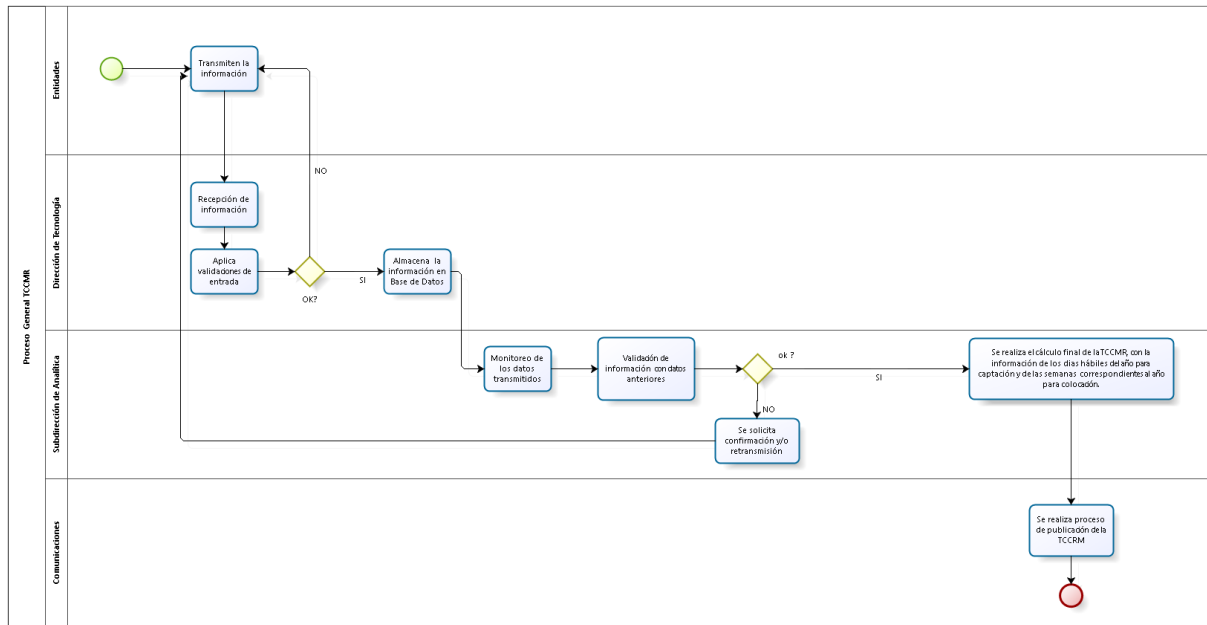 Proceso General TCCMR
Entidades
Transmiten la
información
NO
Dirección de Tecnología
Recepción de
información
Aplica
validaciones de
entrada
OK?
SI
Almacena la
información en
Base de Datos
Subdirección de Analítica
Monitoreo de
los datos
transmitidos
Validación de
información con datos
anteriores
ok ?
SI
NO
Se solicita
confirmación y/o
retransmisión
Se realiza el cálculo final de la TCCMR, con la
información de los dias hábiles del año para
captación y de las semanas correspondientes al año
para colocación.
Comunicaciones
Se realiza proceso
de publicación de la
TCCRM